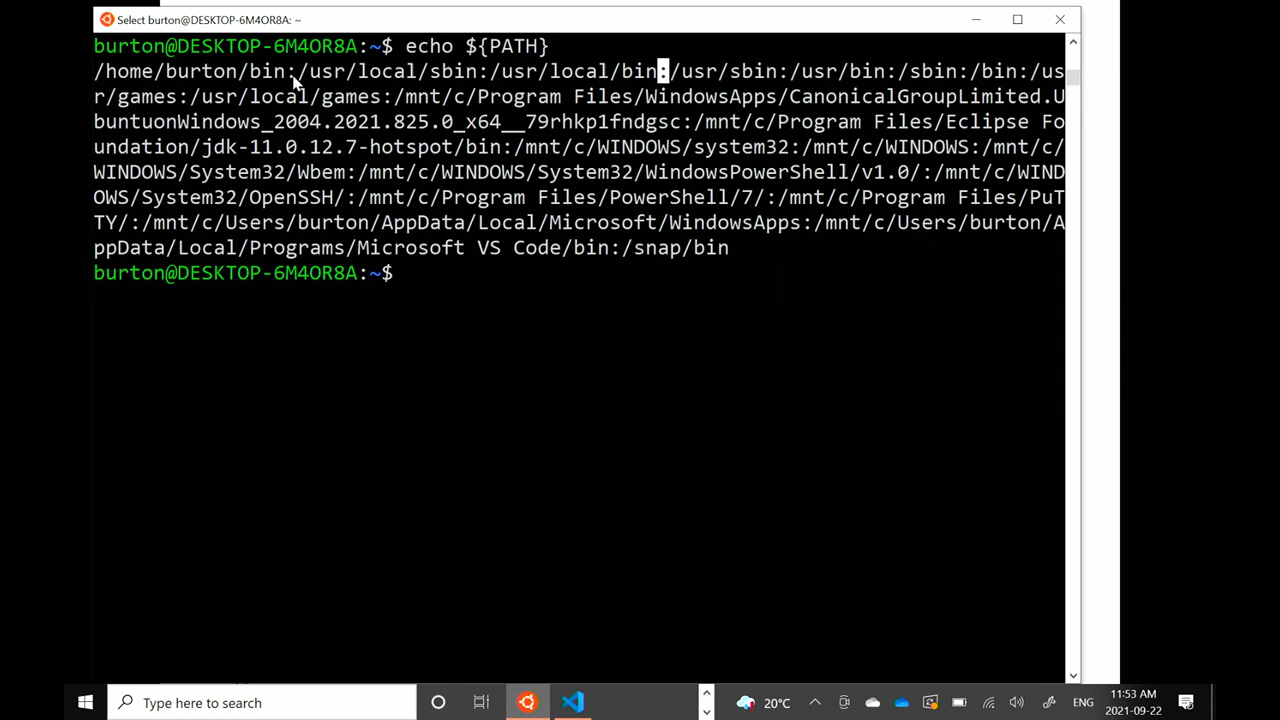 Select burton@DESKTOP-6M4OR8A: ~
burton@DESKTOP-6M4OR8A:~$ echo ${PATH}
/home/burton/bin:/usr/local/sbin:/usr/local/bin:/usr/sbin:/usr/bin:/sbin:/bin:/us
r/games:/usr/local/games:/mnt/c/Program Files/WindowsApps/CanonicalGroupLimited.U
buntuonWindows_2004.2021.825.0_x64__79rhkp1fndgsc:/mnt/c/Program Files/Eclipse Fo
undation/jdk-11.0.12.7-hotspot/bin:/mnt/c/WINDOWS/system32:/mnt/c/WINDOWS:/mnt/c/
WINDOWS/System32/Wbem:/mnt/c/WINDOWS/System32/WindowsPowerShell/v1.0/:/mnt/c/WIND
OWS/System32/OpenSSH/:/mnt/c/Program Files/PowerShell/7/:/mnt/c/Program Files/PuT
TY/:/mnt/c/Users/burton/AppData/Local/Microsoft/WindowsApps:/mnt/c/Users/burton/A
ppData/Local/Programs/Microsoft VS Code/bin:/snap/bin
burton@DESKTOP-6M4OR8A:~$
Type here to search
20°C
ENG
11:53 AM
2021-09-22